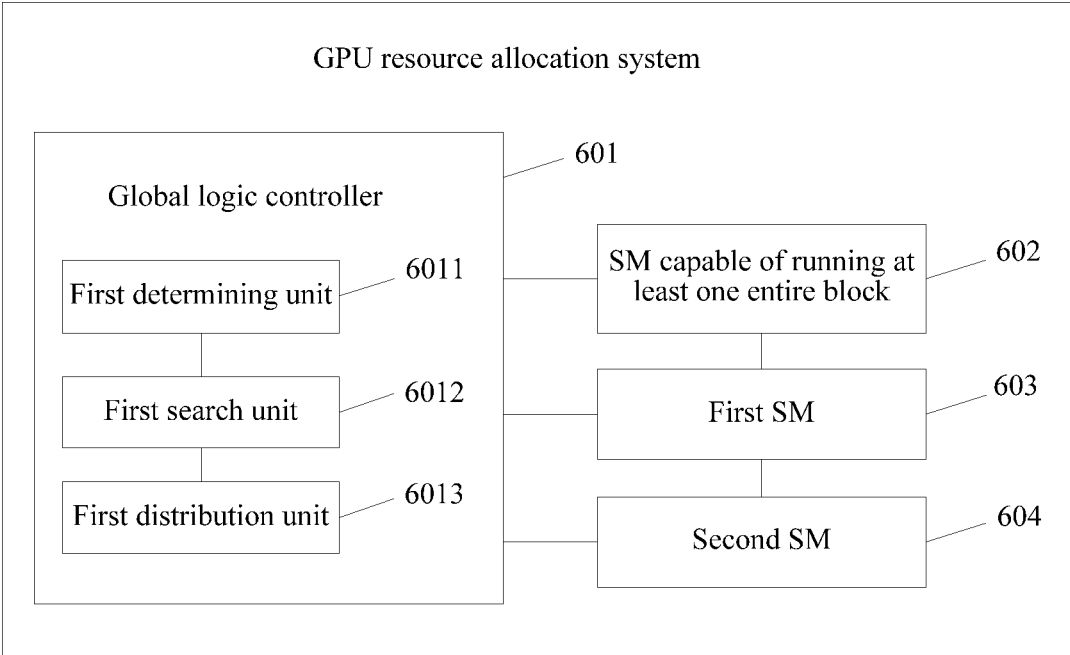 GPU resource allocation system
601
Global logic controller
6011
First determining unit
6012
First search unit
6013
First distribution unit
SM capable of running at
least one entire block
602
First SM
603
Second SM
604